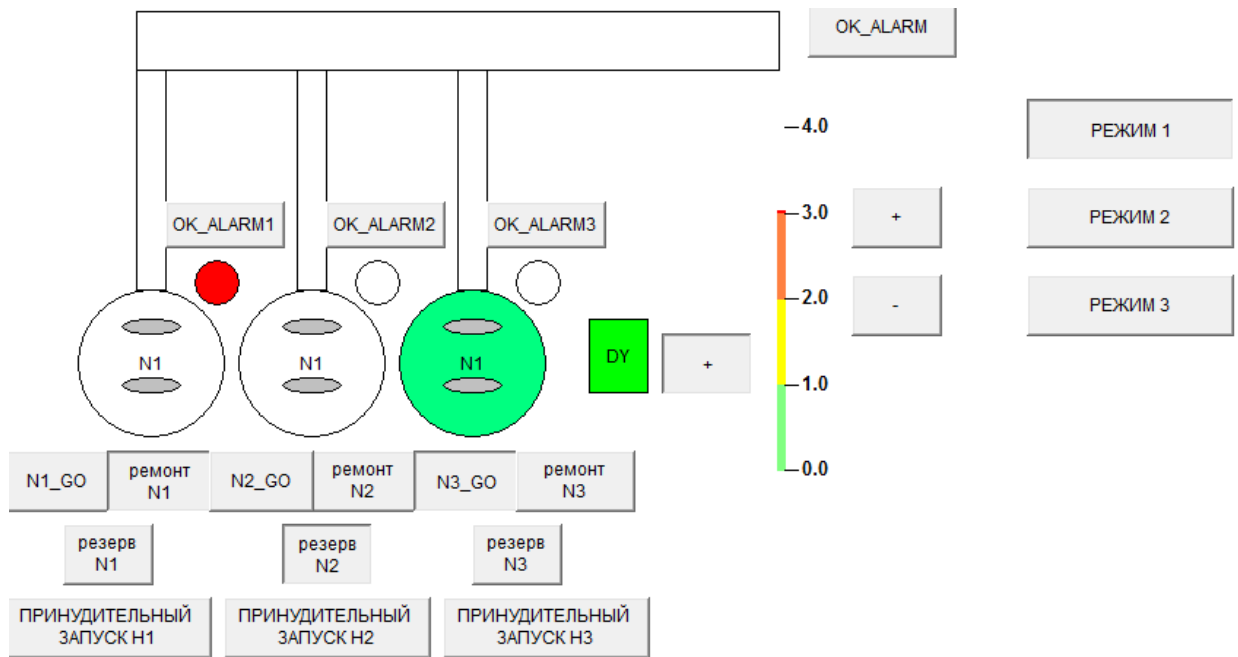 OK_ALARM
4.0
РЕЖИМ 1
OK_ALARM1
OK_ALARM2
OK_ALARM3
3.0
+
РЕЖИМ 2
2.0
-
РЕЖИМ 3
N1
N1
N1
DY
+
1.0
0.0
N1_GO
ремонт
N1
N2_GO
ремонт
N2
N3_GO
ремонт
N3
резерв
N1
резерв
N2
резерв
N3
ПРИНУДИТЕЛЬНЫЙ
ЗАПУСК Н1
ПРИНУДИТЕЛЬНЫЙ
ЗАПУСК Н2
ПРИНУДИТЕЛЬНЫЙ
ЗАПУСК Н3